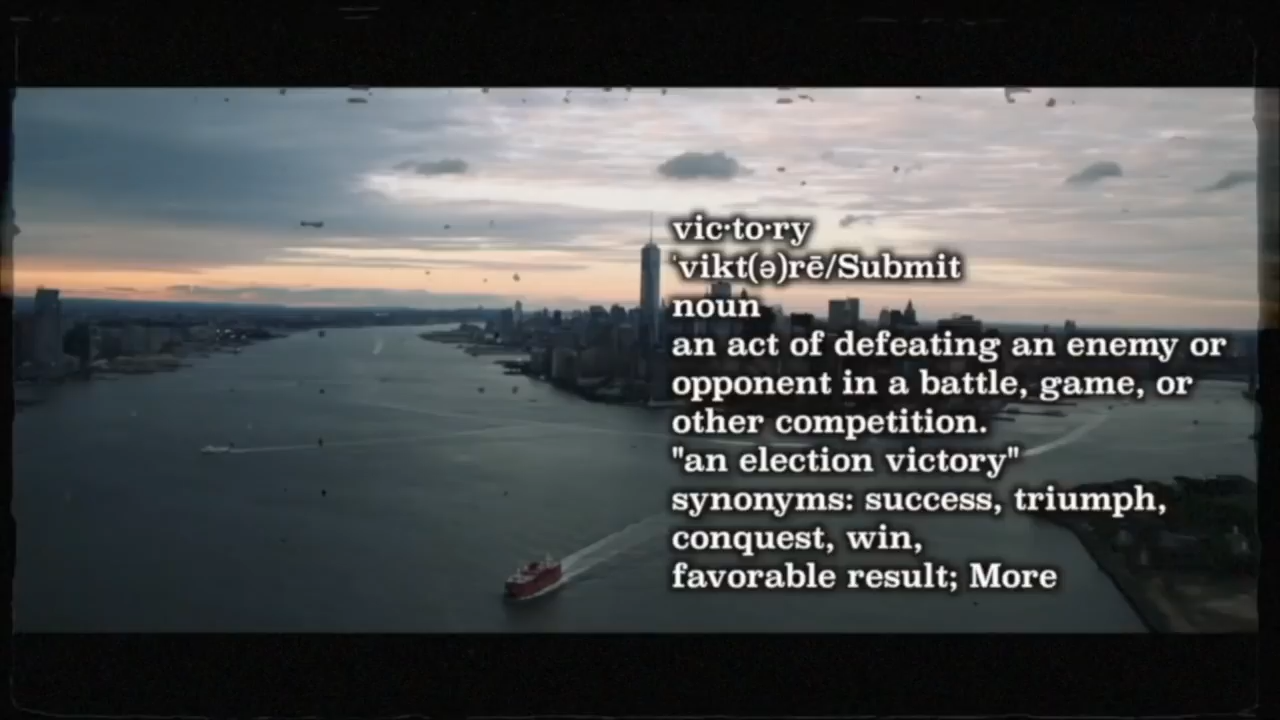 vic·to·ry
ˈvikt(ə)rē/Submit
noun
an act of defeating an enemy or
opponent in a battle, game, or
other competition.
"an election victory"
synonyms: success, triumph,
conquest, win,
favorable result; More